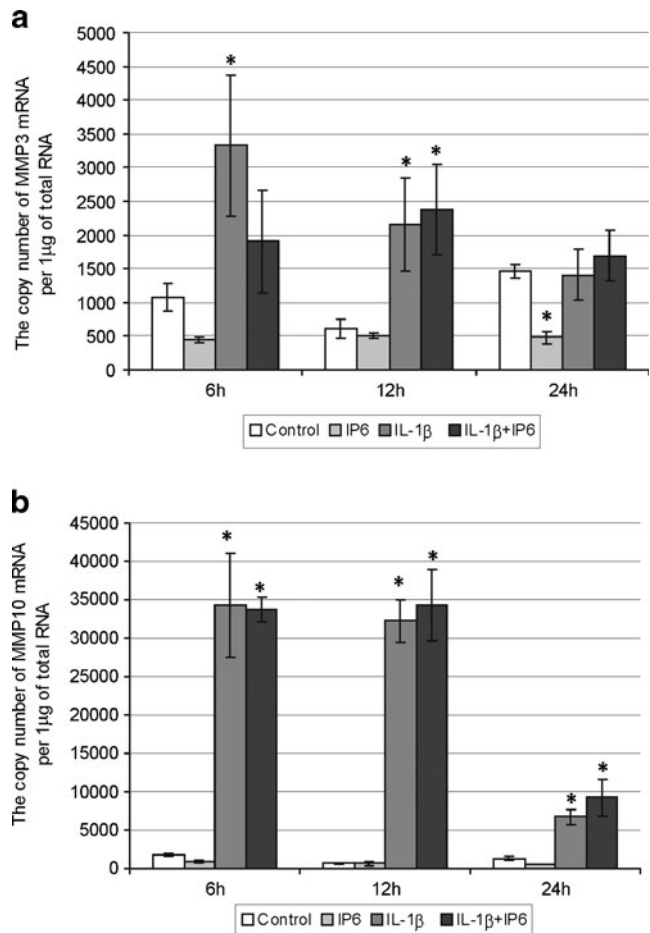 a
The copy number of MMP3 mRNA
per 1µg of total RNA
5000
4500
4000
3500
3000
2500
2000
1500
1000
500
0
*
* *
*
6h 12h 24h
Control IP6 IL-1β IL-1β+IP6
b
The copy number of MMP10 mRNA
per 1µg of total RNA
45000
40000
35000
30000
25000
20000
15000
10000
5000
0
* *
* *
* *
6h 12h 24h
Control IP6 IL-1β IL-1β+IP6